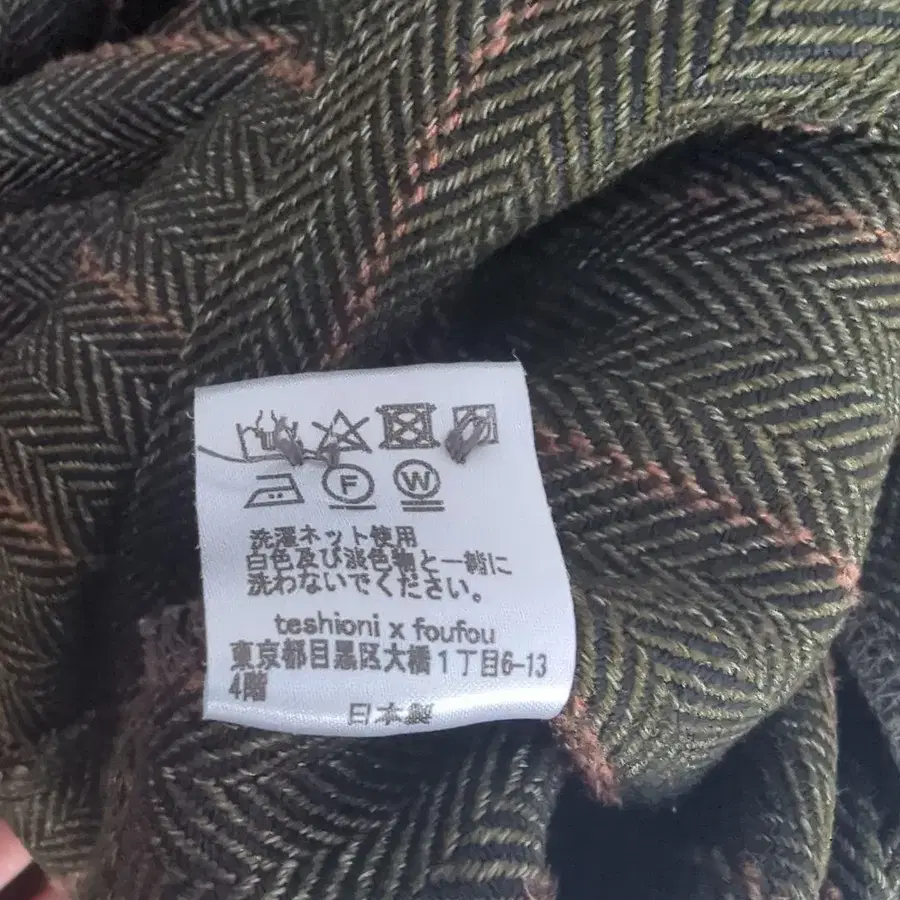 F W
洗濯ネット使用
白色及び淡色物と一緒に
洗わないでください。
teshioni x foufou
東京都目黒区大橋1丁目6-13
4階
日本製